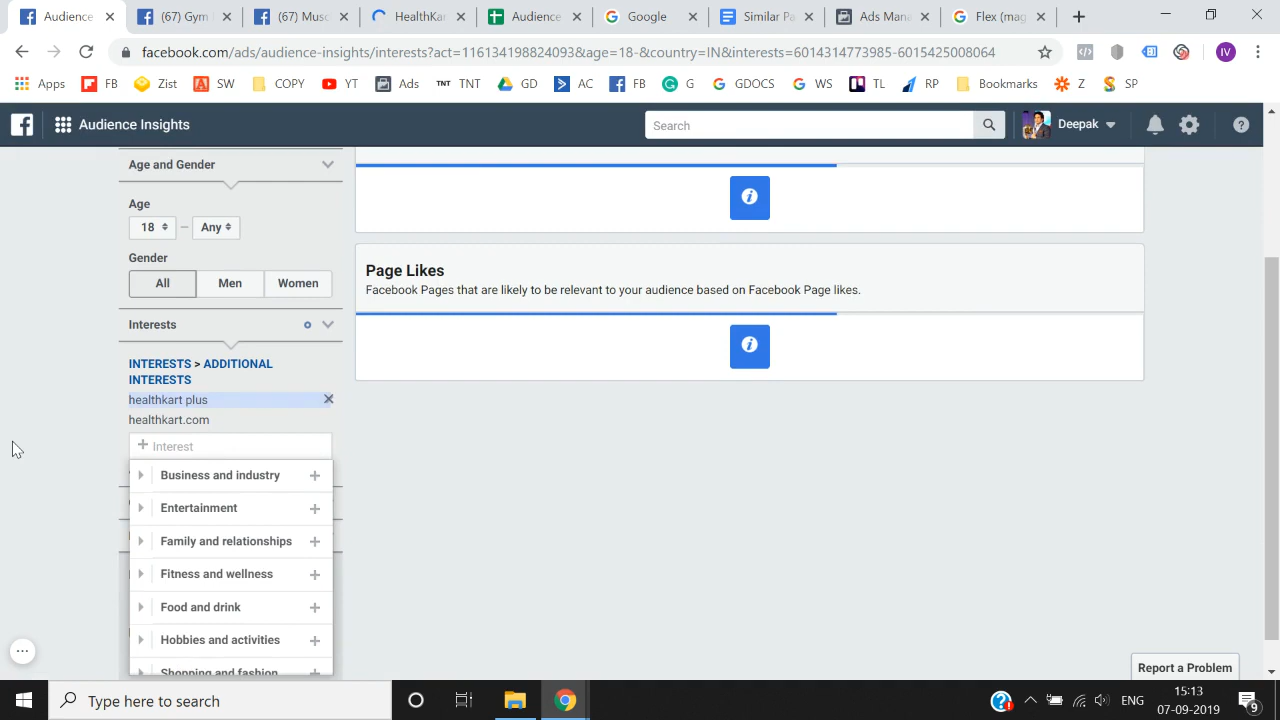 Audience
(67) Gym
(67) Musc
HealthKar
Audience
Google
Similar Pa
Ads Mana
Flex (mag
facebook.com/ads/audience-insights/interests?act=116134198824093&age=18-&country=IN&interests=6014314773985-6015425008064
IV
Apps
FB
Zist
SW
COPY
YT
Ads
TNT TNT
GD
AC
FB
G
GDOCS
WS
TL
RP
Bookmarks
Z
SP
Audience Insights
Search
Deepak
Age and Gender
Age
18 – Any
Gender
All Men Women
Interests
INTERESTS > ADDITIONAL
INTERESTS
healthkart plus
healthkart.com
+ Interest
Business and industry
Entertainment
Family and relationships
Fitness and wellness
Food and drink
Hobbies and activities
Shopping and fashion
Page Likes
Facebook Pages that are likely to be relevant to your audience based on Facebook Page likes.
Report a Problem
Type here to search
ENG
15:13
07-09-2019
9